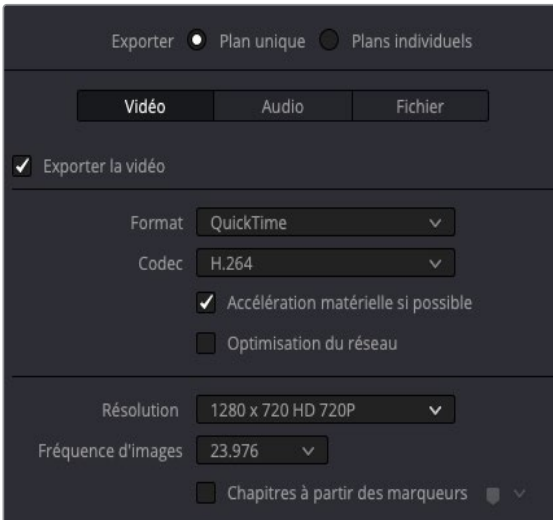 Exporter Plan unique Plans individuels
Vidéo Audio Fichier
Exporter la vidéo
Format QuickTime
Codec H.264
Accélération matérielle si possible
Optimisation du réseau
Résolution 1280 x 720 HD 720P
Fréquence d'images 23.976
Chapitres à partir des marqueurs